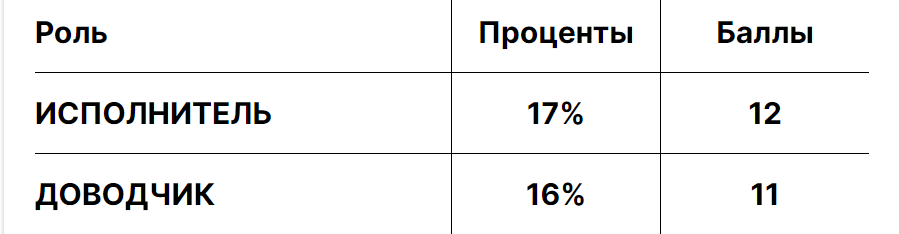 Роль Проценты Баллы
ИСПОЛНИТЕЛЬ 17% 12
ДОВОДЧИК 16% 11